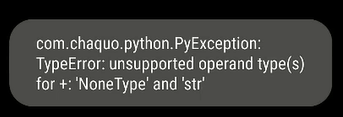 com.chaquo.python.PyException:
TypeError: unsupported operand type(s)
for +: 'NoneType' and 'str'